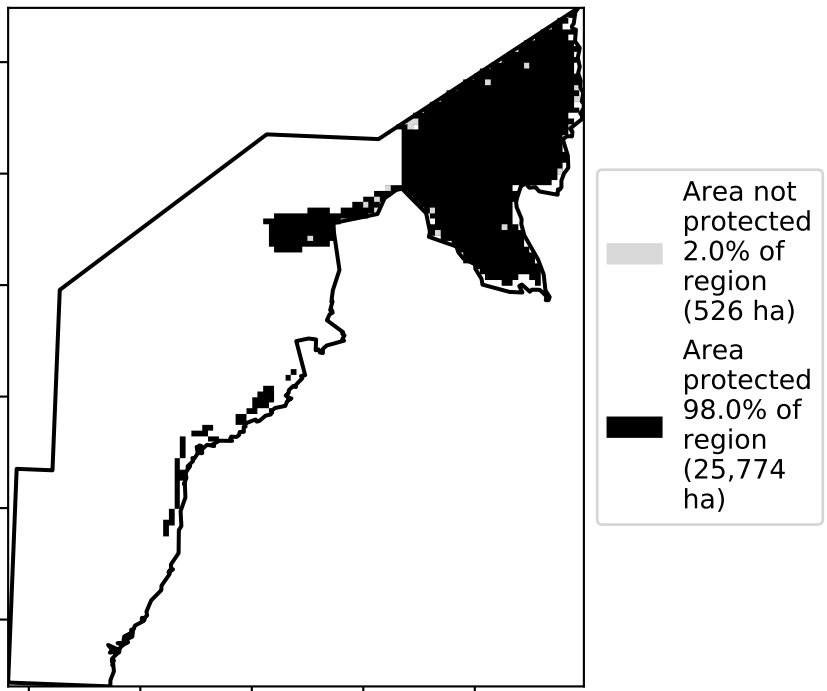 Area not
protected
2.0% of
region
(526 ha)
Area
protected
98.0% of
region
(25,774
ha)